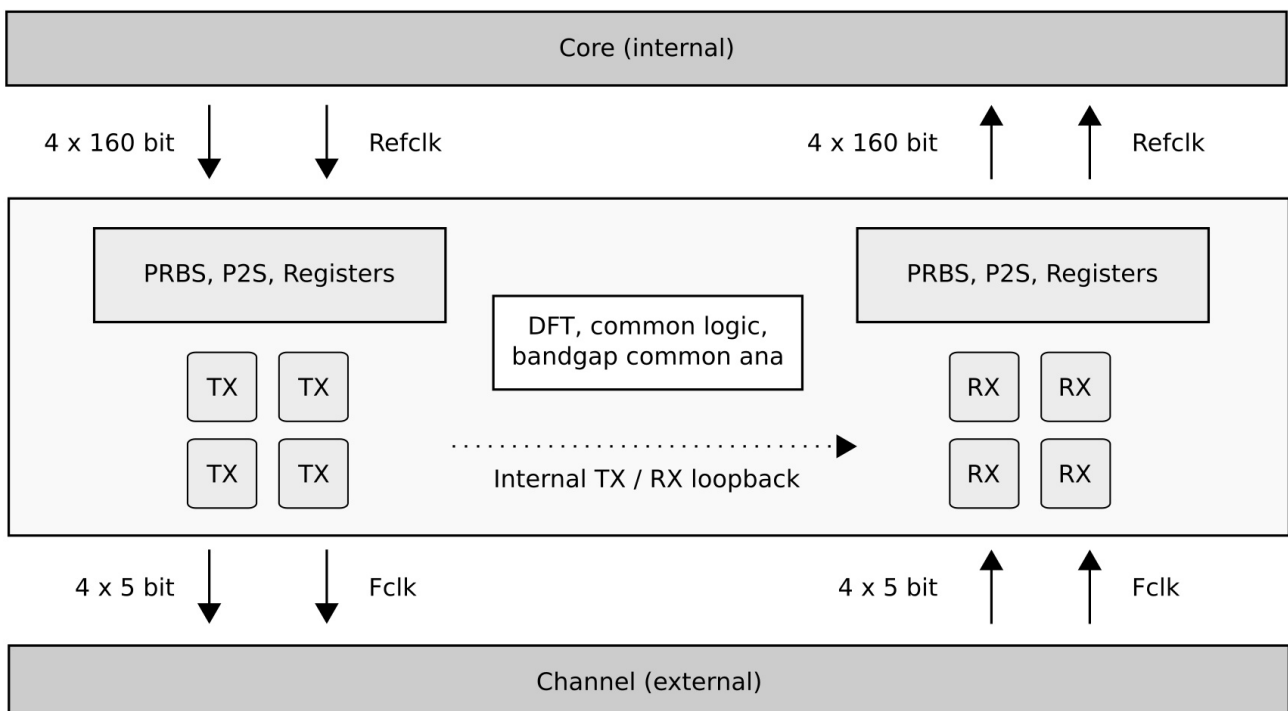 Core (internal)
4 x 160 bit
Refclk
4 x 160 bit
Refclk
PRBS, P2S, Registers
PRBS, P2S, Registers
DFT, common logic,
bandgap common ana
TX
TX
RX
RX
TX
TX
Internal TX / RX loopback
RX
RX
4 x 5 bit
Fclk
4 x 5 bit
Fclk
Channel (external)